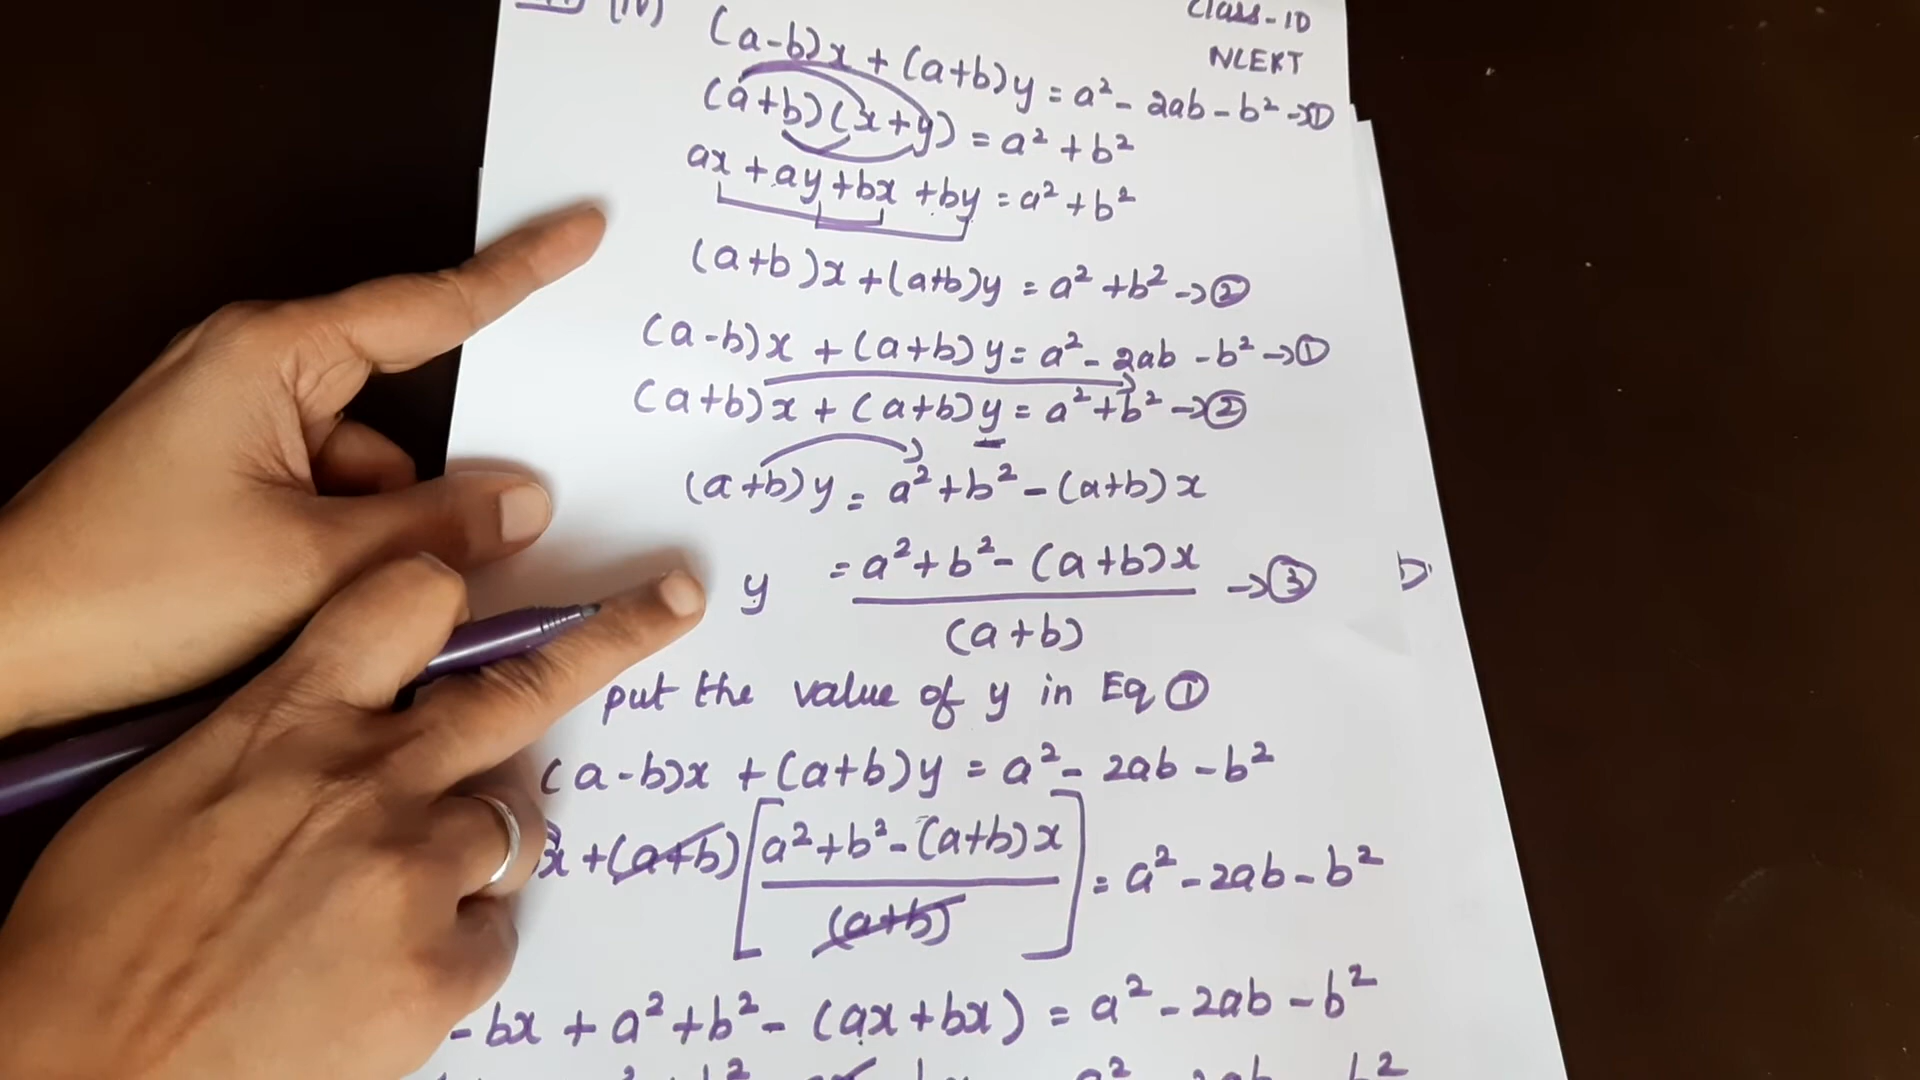 (iv)
Class-10
NCERT
(a-b)x + (a+b)y = a² - 2ab - b² → ①
(a+b)(x+y) = a² + b²
ax + ay + bx + by = a² + b²
(a+b)x + (a+b)y = a² + b² → ②
(a-b)x + (a+b)y = a² - 2ab - b² → ①
(a+b)x + (a+b)y = a² + b² → ②
(a+b)y = a² + b² - (a+b)x
y = a² + b² - (a+b)x → ③
(a+b)
put the value of y in Eq ①
(a-b)x + (a+b)y = a² - 2ab - b²
x + (a+b) [a² + b² - (a+b)x = a² - 2ab - b²
(a+b)]
- bx + a² + b² - (ax + bx) = a² - 2ab - b²